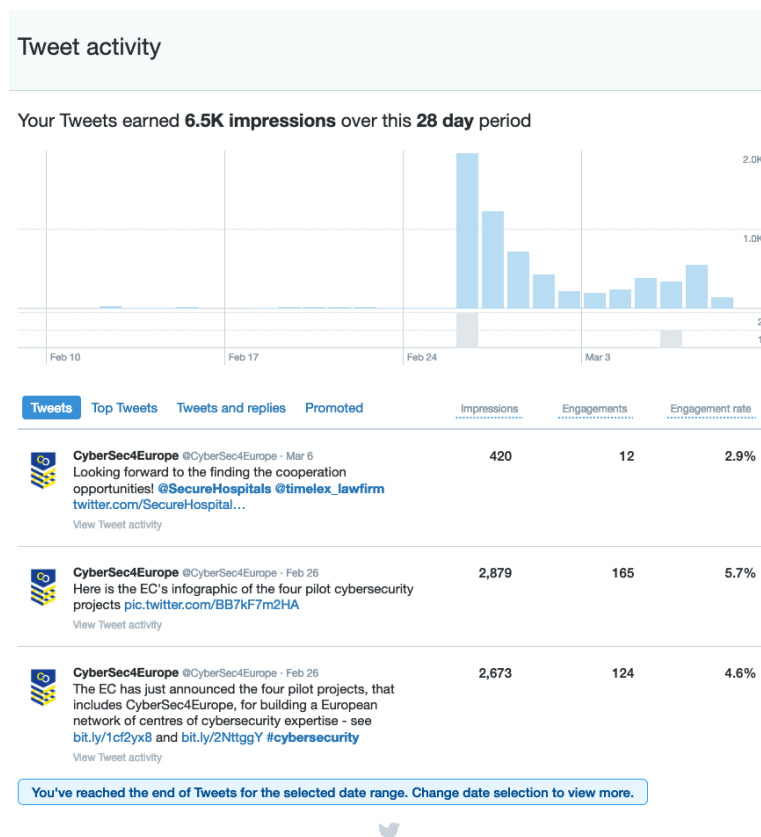 Tweet activity
Your Tweets earned 6.5K impressions over this 28 day period
2.0K
1.0K
2
1
Feb 10 Feb 17 Feb 24 Mar 3
Tweets Top Tweets Tweets and replies Promoted Impressions Engagements Engagement rate
CyberSec4Europe @CyberSec4Europe · Mar 6 420 12 2.9%
Looking forward to the finding the cooperation
opportunities! @SecureHospitals @timelex_lawfirm
twitter.com/SecureHospital…
View Tweet activity
CyberSec4Europe @CyberSec4Europe · Feb 26 2,879 165 5.7%
Here is the EC's infographic of the four pilot cybersecurity
projects pic.twitter.com/BB7kF7m2HA
View Tweet activity
CyberSec4Europe @CyberSec4Europe · Feb 26 2,673 124 4.6%
The EC has just announced the four pilot projects, that
includes CyberSec4Europe, for building a European
network of centres of cybersecurity expertise - see
bit.ly/1cf2yx8 and bit.ly/2NttggY #cybersecurity
View Tweet activity
You've reached the end of Tweets for the selected date range. Change date selection to view more.